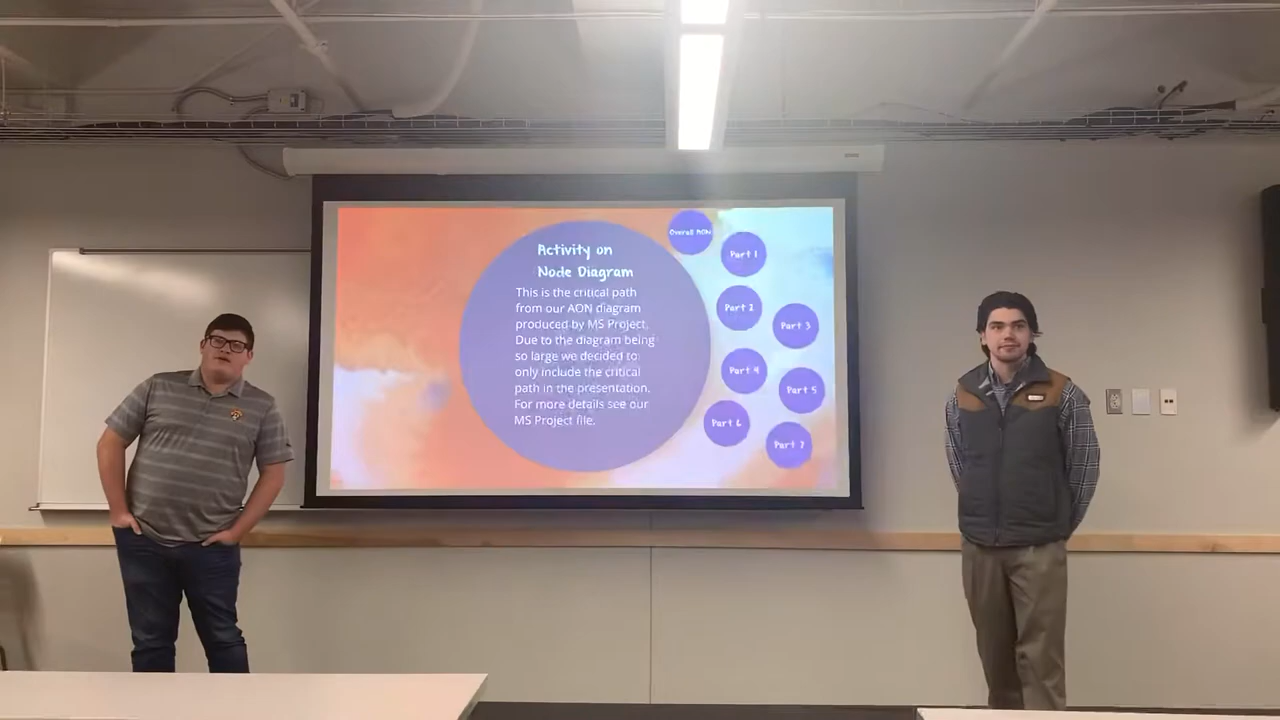 Activity on
Node Diagram
This is the critical path
from our AON diagram
produced by MS Project.
Due to the diagram being
so large we decided to
only include the critical
path in the presentation.
For more details see our
MS Project file.
Overall AON
Part 1
Part 2
Part 3
Part 4
Part 5
Part 6
Part 7